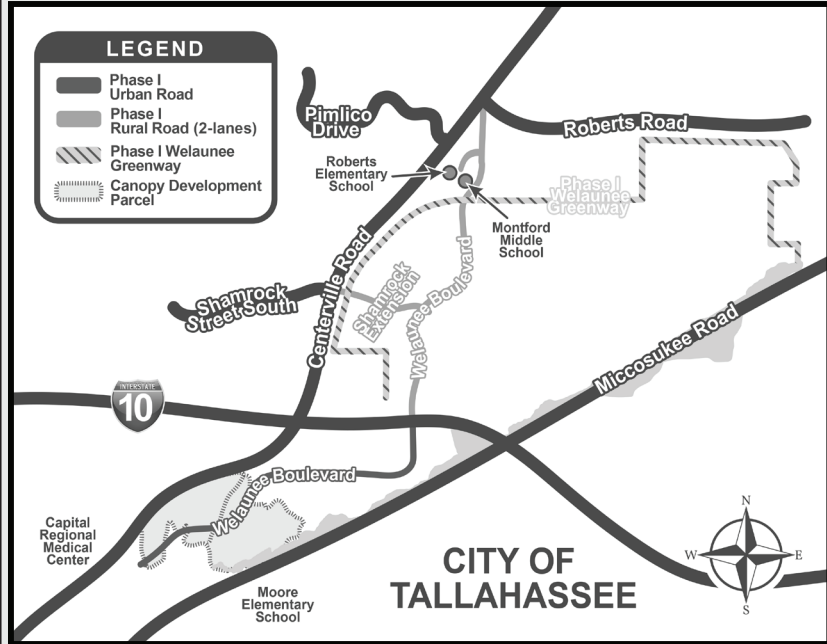 LEGEND
Phase I
Urban Road
Phase I
Rural Road (2-lanes)
Phase I Welaunee
Greenway
Canopy Development
Parcel
Pimlico
Drive
Roberts Road
Roberts
Elementary
School
Phase I
Welaunee
Greenway
Montford
Middle
School
Centerville Road
Shamrock
Street South
Shamrock
Extension
Welaunee Boulevard
Miccosukee Road
INTERSTATE
10
Welaunee Boulevard
Capital
Regional
Medical
Center
Moore
Elementary
School
CITY OF
TALLAHASSEE
N
W
E
S